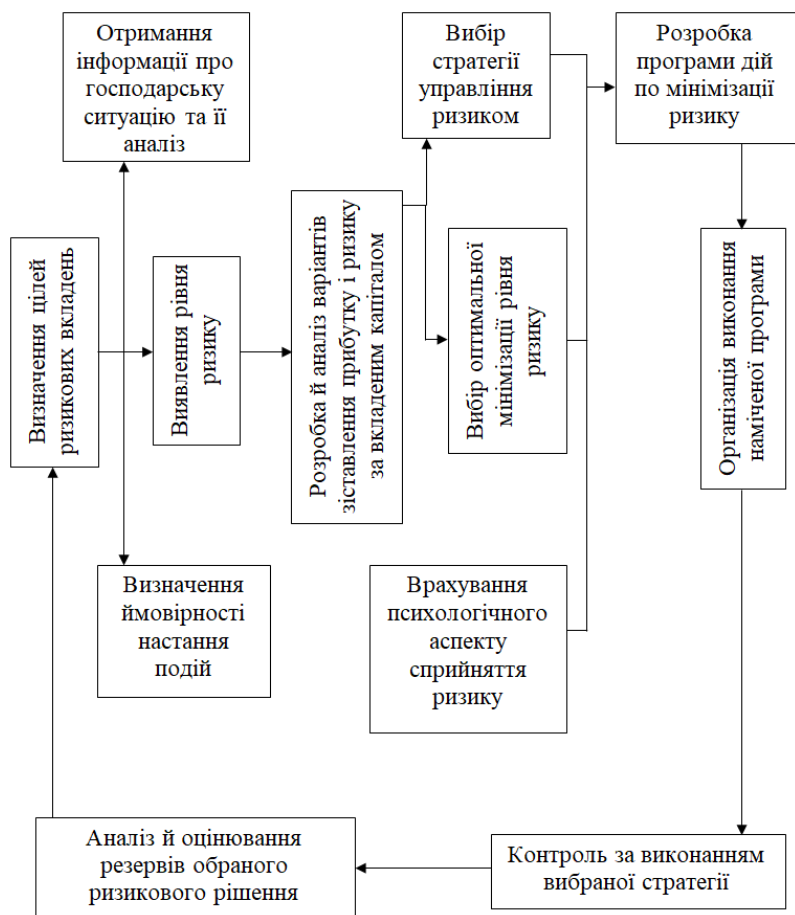 Отримання
інформації про
господарську
ситуацію та її
аналіз
Вибір
стратегії
управління
ризиком
Розробка
програми дій
по мінімізації
ризику
Визначення цілей
ризикових вкладень
Виявлення рівня
ризику
Розробка й аналіз варіантів
зіставлення прибутку і ризику
за вкладеним капіталом
Вибір оптимальної
мінімізації рівня
ризику
Організація виконання
наміченої програми
Визначення
ймовірності
настання
подій
Врахування
психологічного
аспекту
сприйняття
ризику
Аналіз й оцінювання
резервів обраного
ризикового рішення
Контроль за виконанням
вибраної стратегії